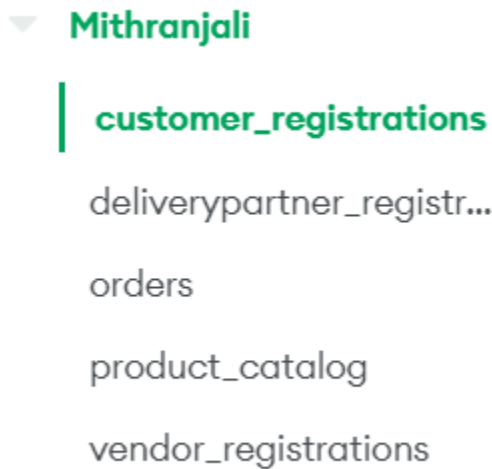 Mithranjali
customer_registrations
deliverypartner_registr...
orders
product_catalog
vendor_registrations